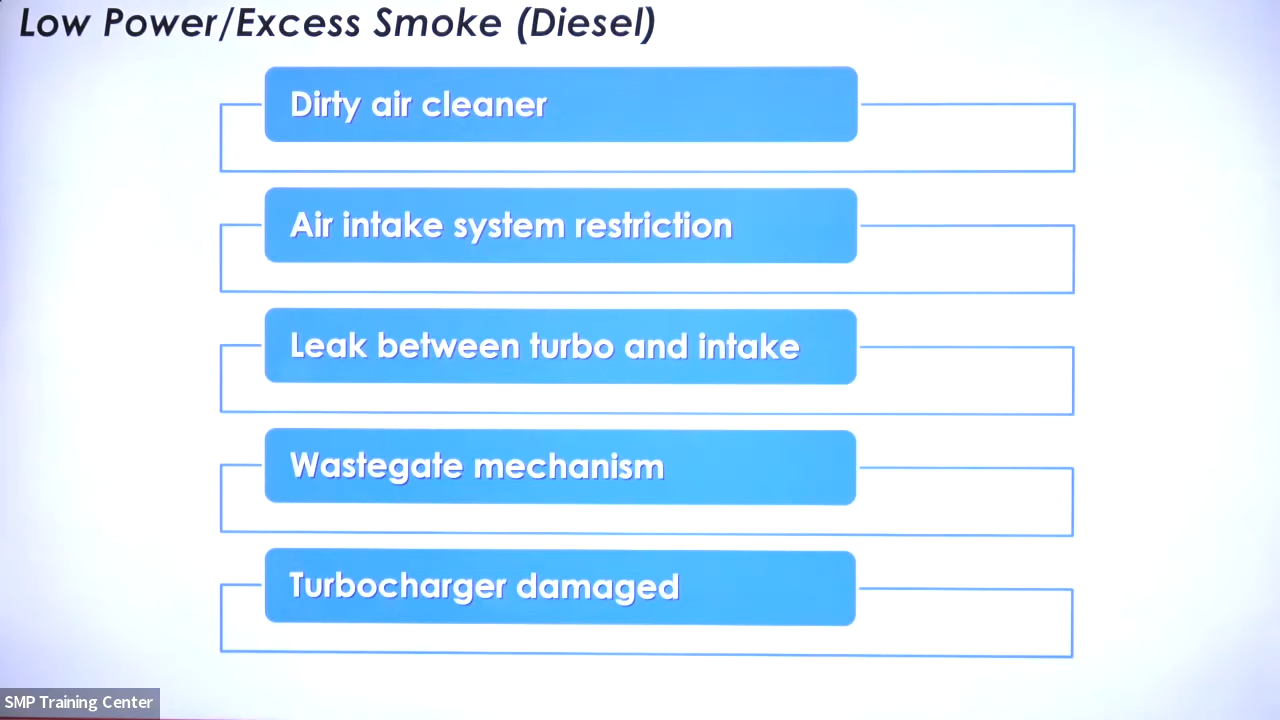 Low Power/Excess Smoke (Diesel)
Dirty air cleaner
Air intake system restriction
Leak between turbo and intake
Wastegate mechanism
Turbocharger damaged
SMP Training Center